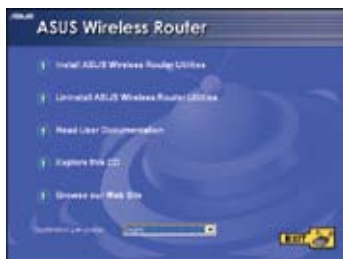 ASUS Wireless Router
Install ASUS Wireless Router Utilities
Uninstall ASUS Wireless Router Utilities
Read User Documentation
Explore this CD
Browse our Web Site
English
EXIT